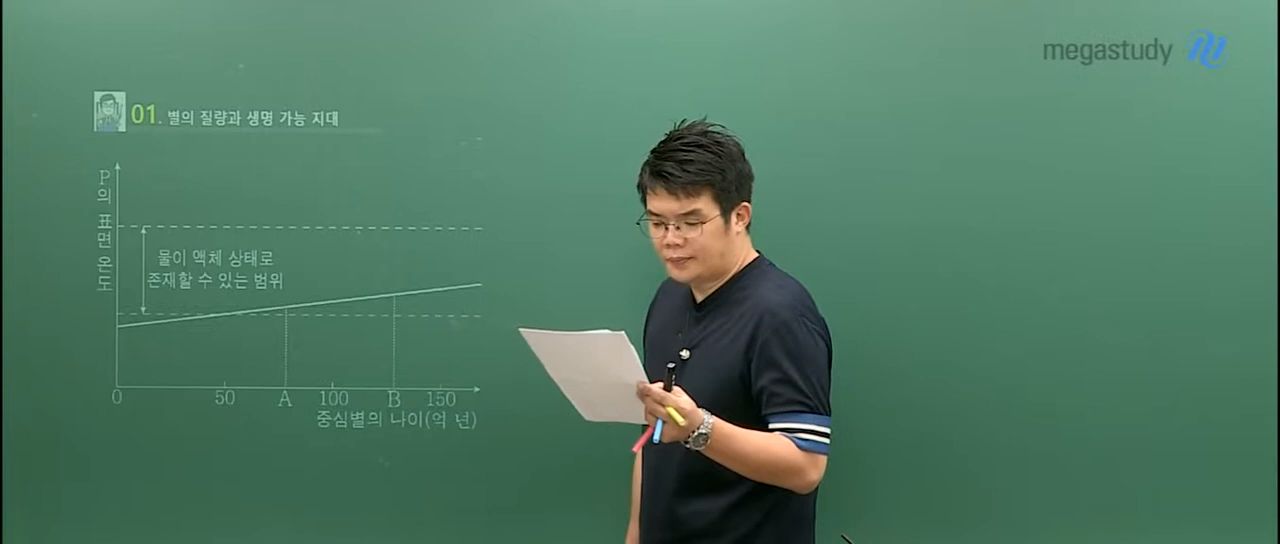 megastudy
01. 별의 질량과 생명 가능 지대
P의 표면 온도
물이 액체 상태로
존재할 수 있는 범위
0 50 A 100 B 150
중심별의 나이(억 년)